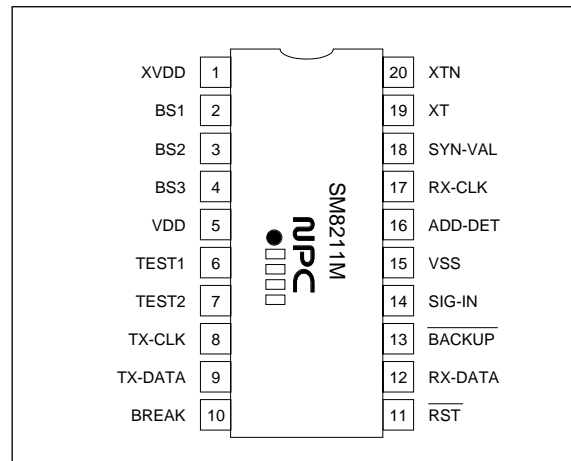 XVDD 1 20 XTN
BS1 2 19 XT
BS2 3 18 SYN-VAL
BS3 4 17 RX-CLK
VDD 5 16 ADD-DET
TEST1 6 15 VSS
TEST2 7 14 SIG-IN
TX-CLK 8 13 BACKUP
TX-DATA 9 12 RX-DATA
BREAK 10 11 RST
SM8211M
NPC